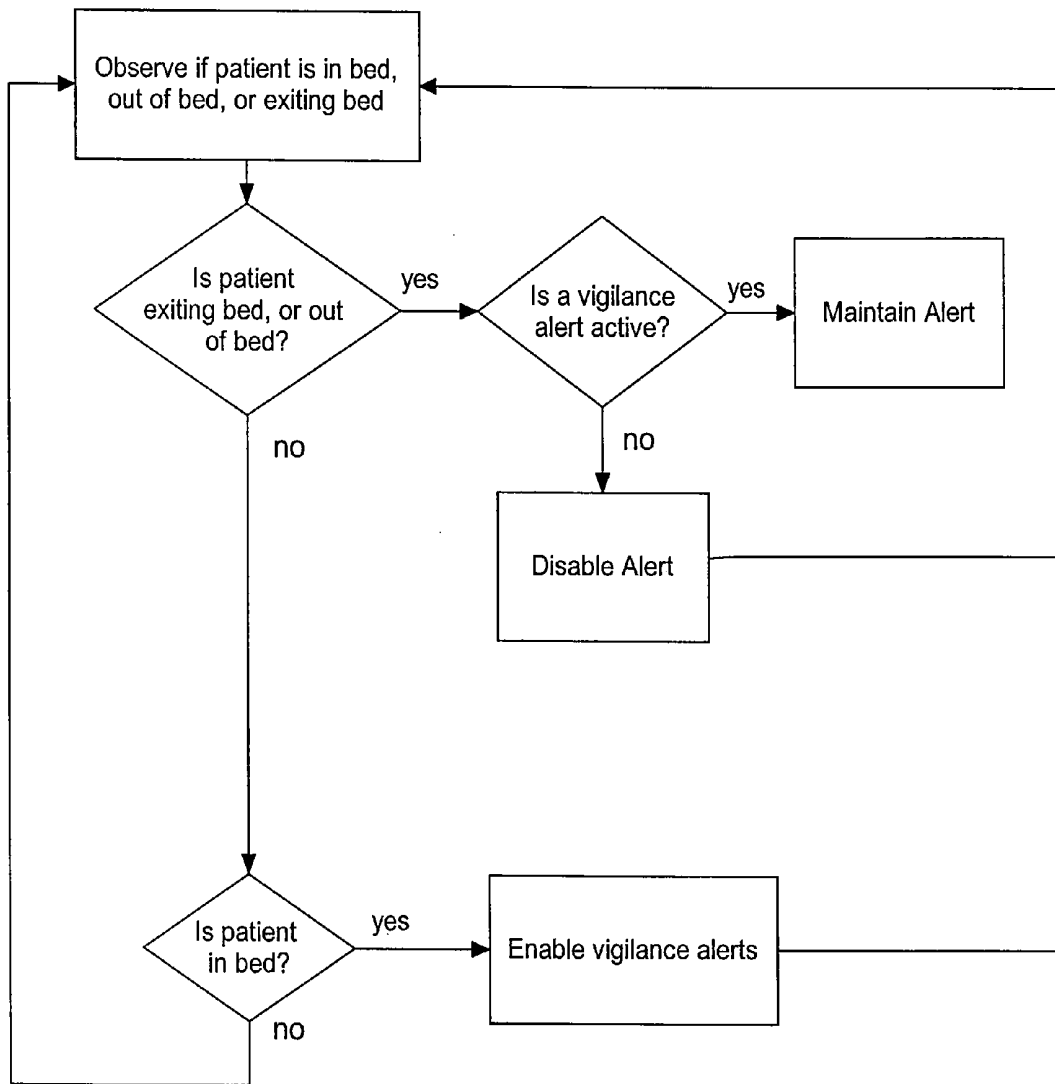 Observe if patient is in bed,
out of bed, or exiting bed
Is patient
exiting bed, or out
of bed?
yes
Is a vigilance
alert active?
yes
Maintain Alert
no
no
Disable Alert
Is patient
in bed?
yes
Enable vigilance alerts
no